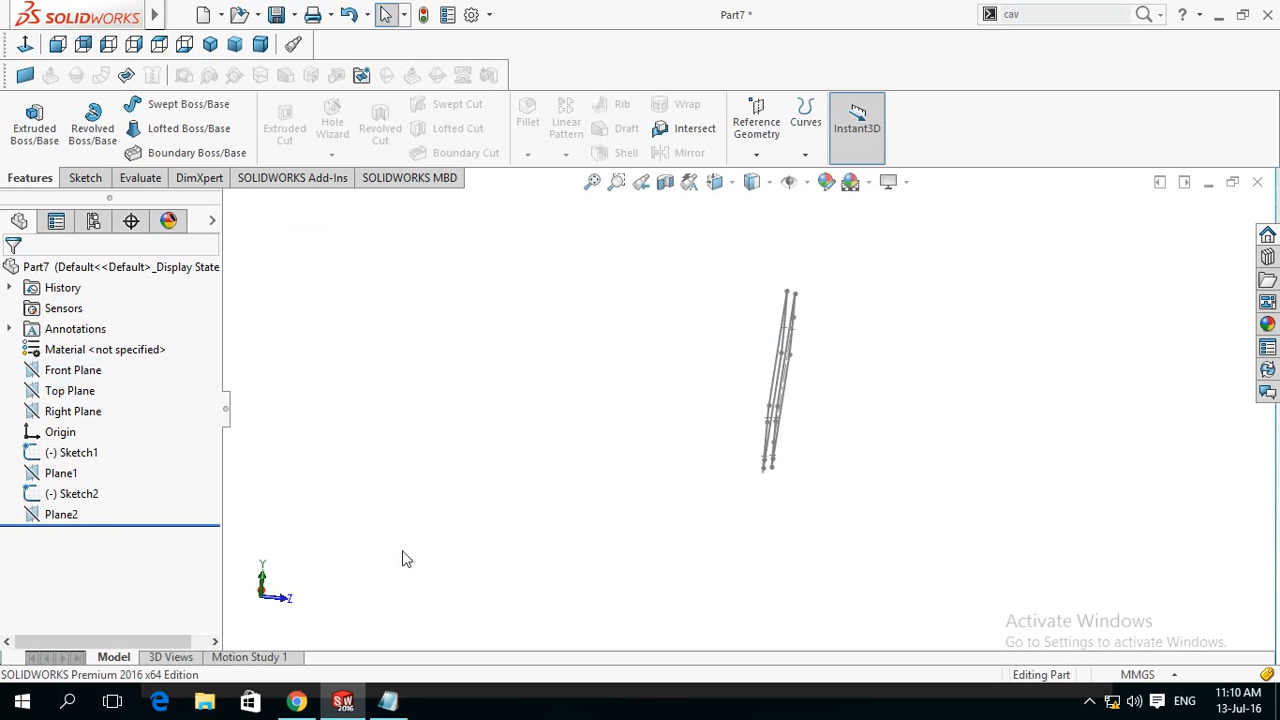 SOLIDWORKS
Part7 *
cav
Extruded Boss/Base
Revolved Boss/Base
Swept Boss/Base
Lofted Boss/Base
Boundary Boss/Base
Extruded Cut
Hole Wizard
Revolved Cut
Swept Cut
Lofted Cut
Boundary Cut
Fillet
Linear Pattern
Rib
Draft
Shell
Wrap
Intersect
Mirror
Reference Geometry
Curves
Instant3D
Features Sketch Evaluate DimXpert SOLIDWORKS Add-Ins SOLIDWORKS MBD
Part7 (Default<<Default>_Display State
History
Sensors
Annotations
Material <not specified>
Front Plane
Top Plane
Right Plane
Origin
(-) Sketch1
Plane1
(-) Sketch2
Plane2
Y
Z
Activate Windows
Go to Settings to activate Windows.
Model 3D Views Motion Study 1
SOLIDWORKS Premium 2016 x64 Edition Editing Part MMGS
SW 2016
ENG
11:10 AM
13-Jul-16